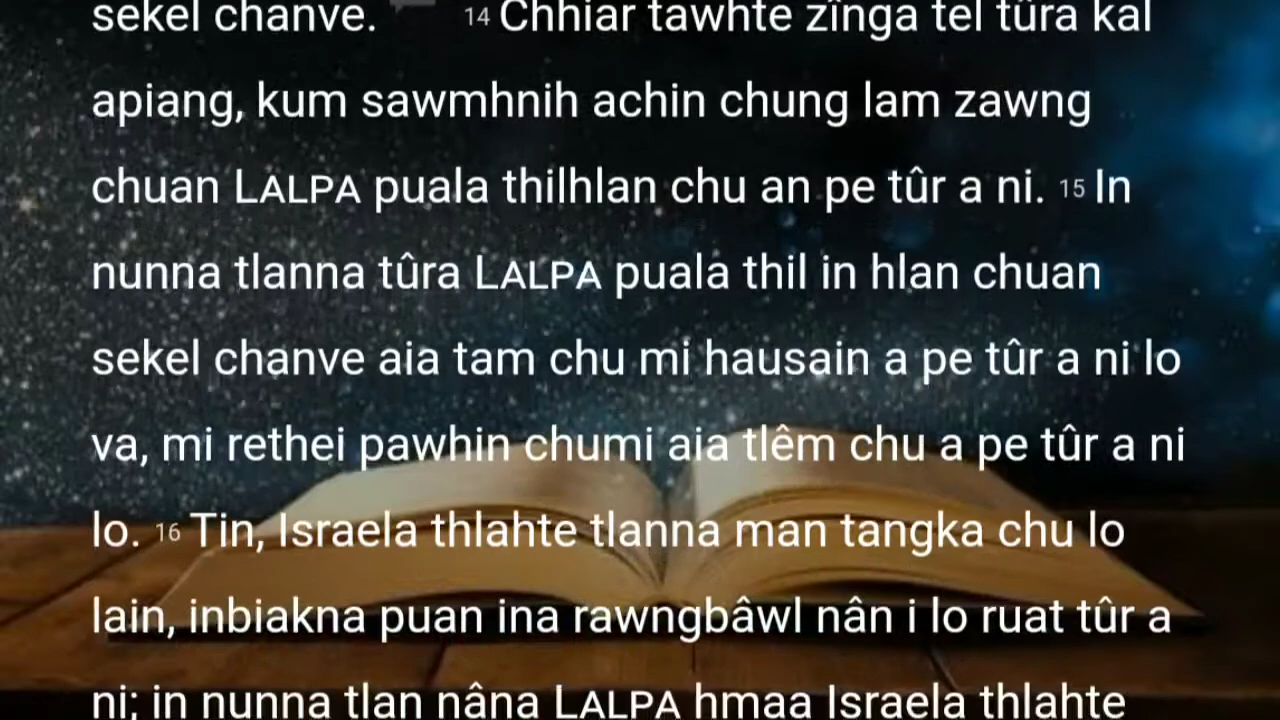 sekel chanve. 14 Chhiar tawhte zînga tel tûra kal
apiang, kum sawmhnih achin chung lam zawng
chuan LALPA puala thilhlan chu an pe tûr a ni. 15 In
nunna tlanna tûra LALPA puala thil in hlan chuan
sekel chanve aia tam chu mi hausain a pe tûr a ni lo
va, mi rethei pawhin chumi aia tlêm chu a pe tûr a ni
lo. 16 Tin, Israela thlahte tlanna man tangka chu lo
lain, inbiakna puan ina rawngbâwl nân i lo ruat tûr a
ni; in nunna tlan nâna LALPA hmaa Israela thlahte